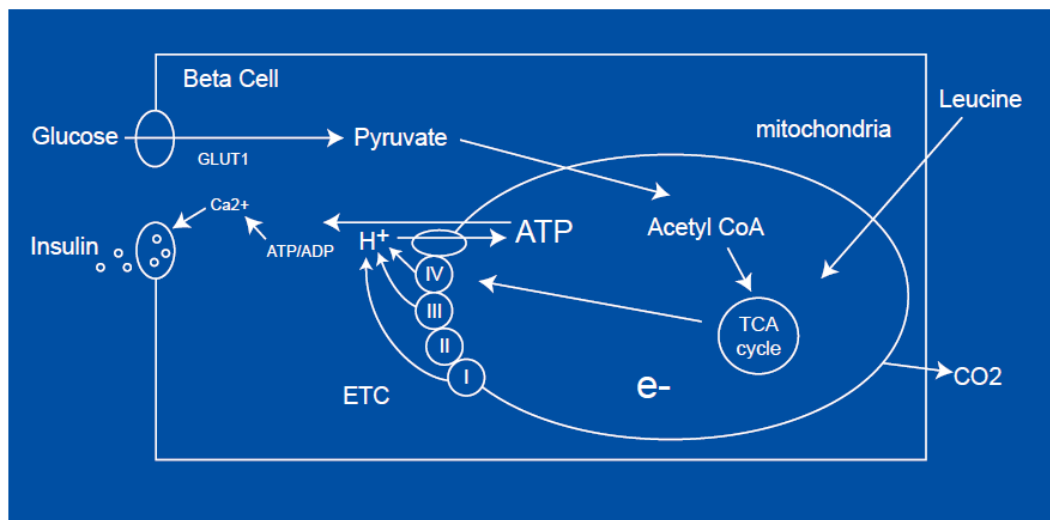 Beta Cell
Leucine
Glucose
Pyruvate
mitochondria
GLUT1
Ca2+
Insulin
ATP/ADP
H+
ATP
Acetyl CoA
IV
III
II
I
TCA
cycle
ETC
e-
CO2